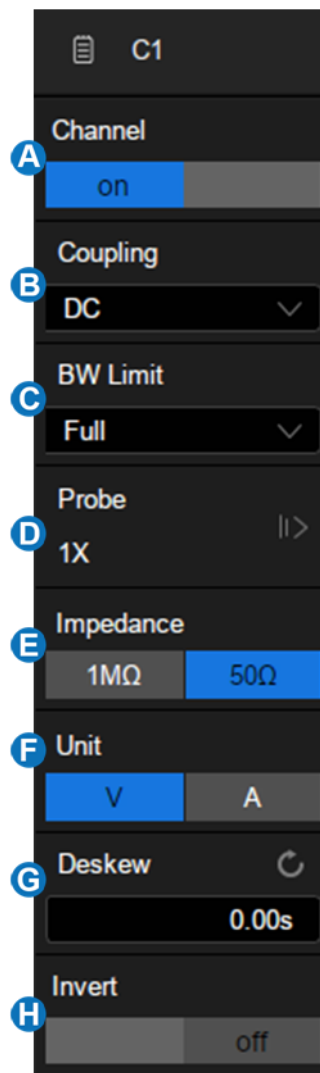 C1
Channel
A
on
Coupling
B
DC
BW Limit
C
Full
Probe
D
1X
Impedance
E
1MΩ 50Ω
Unit
F
V A
Deskew
G
0.00s
Invert
H
off